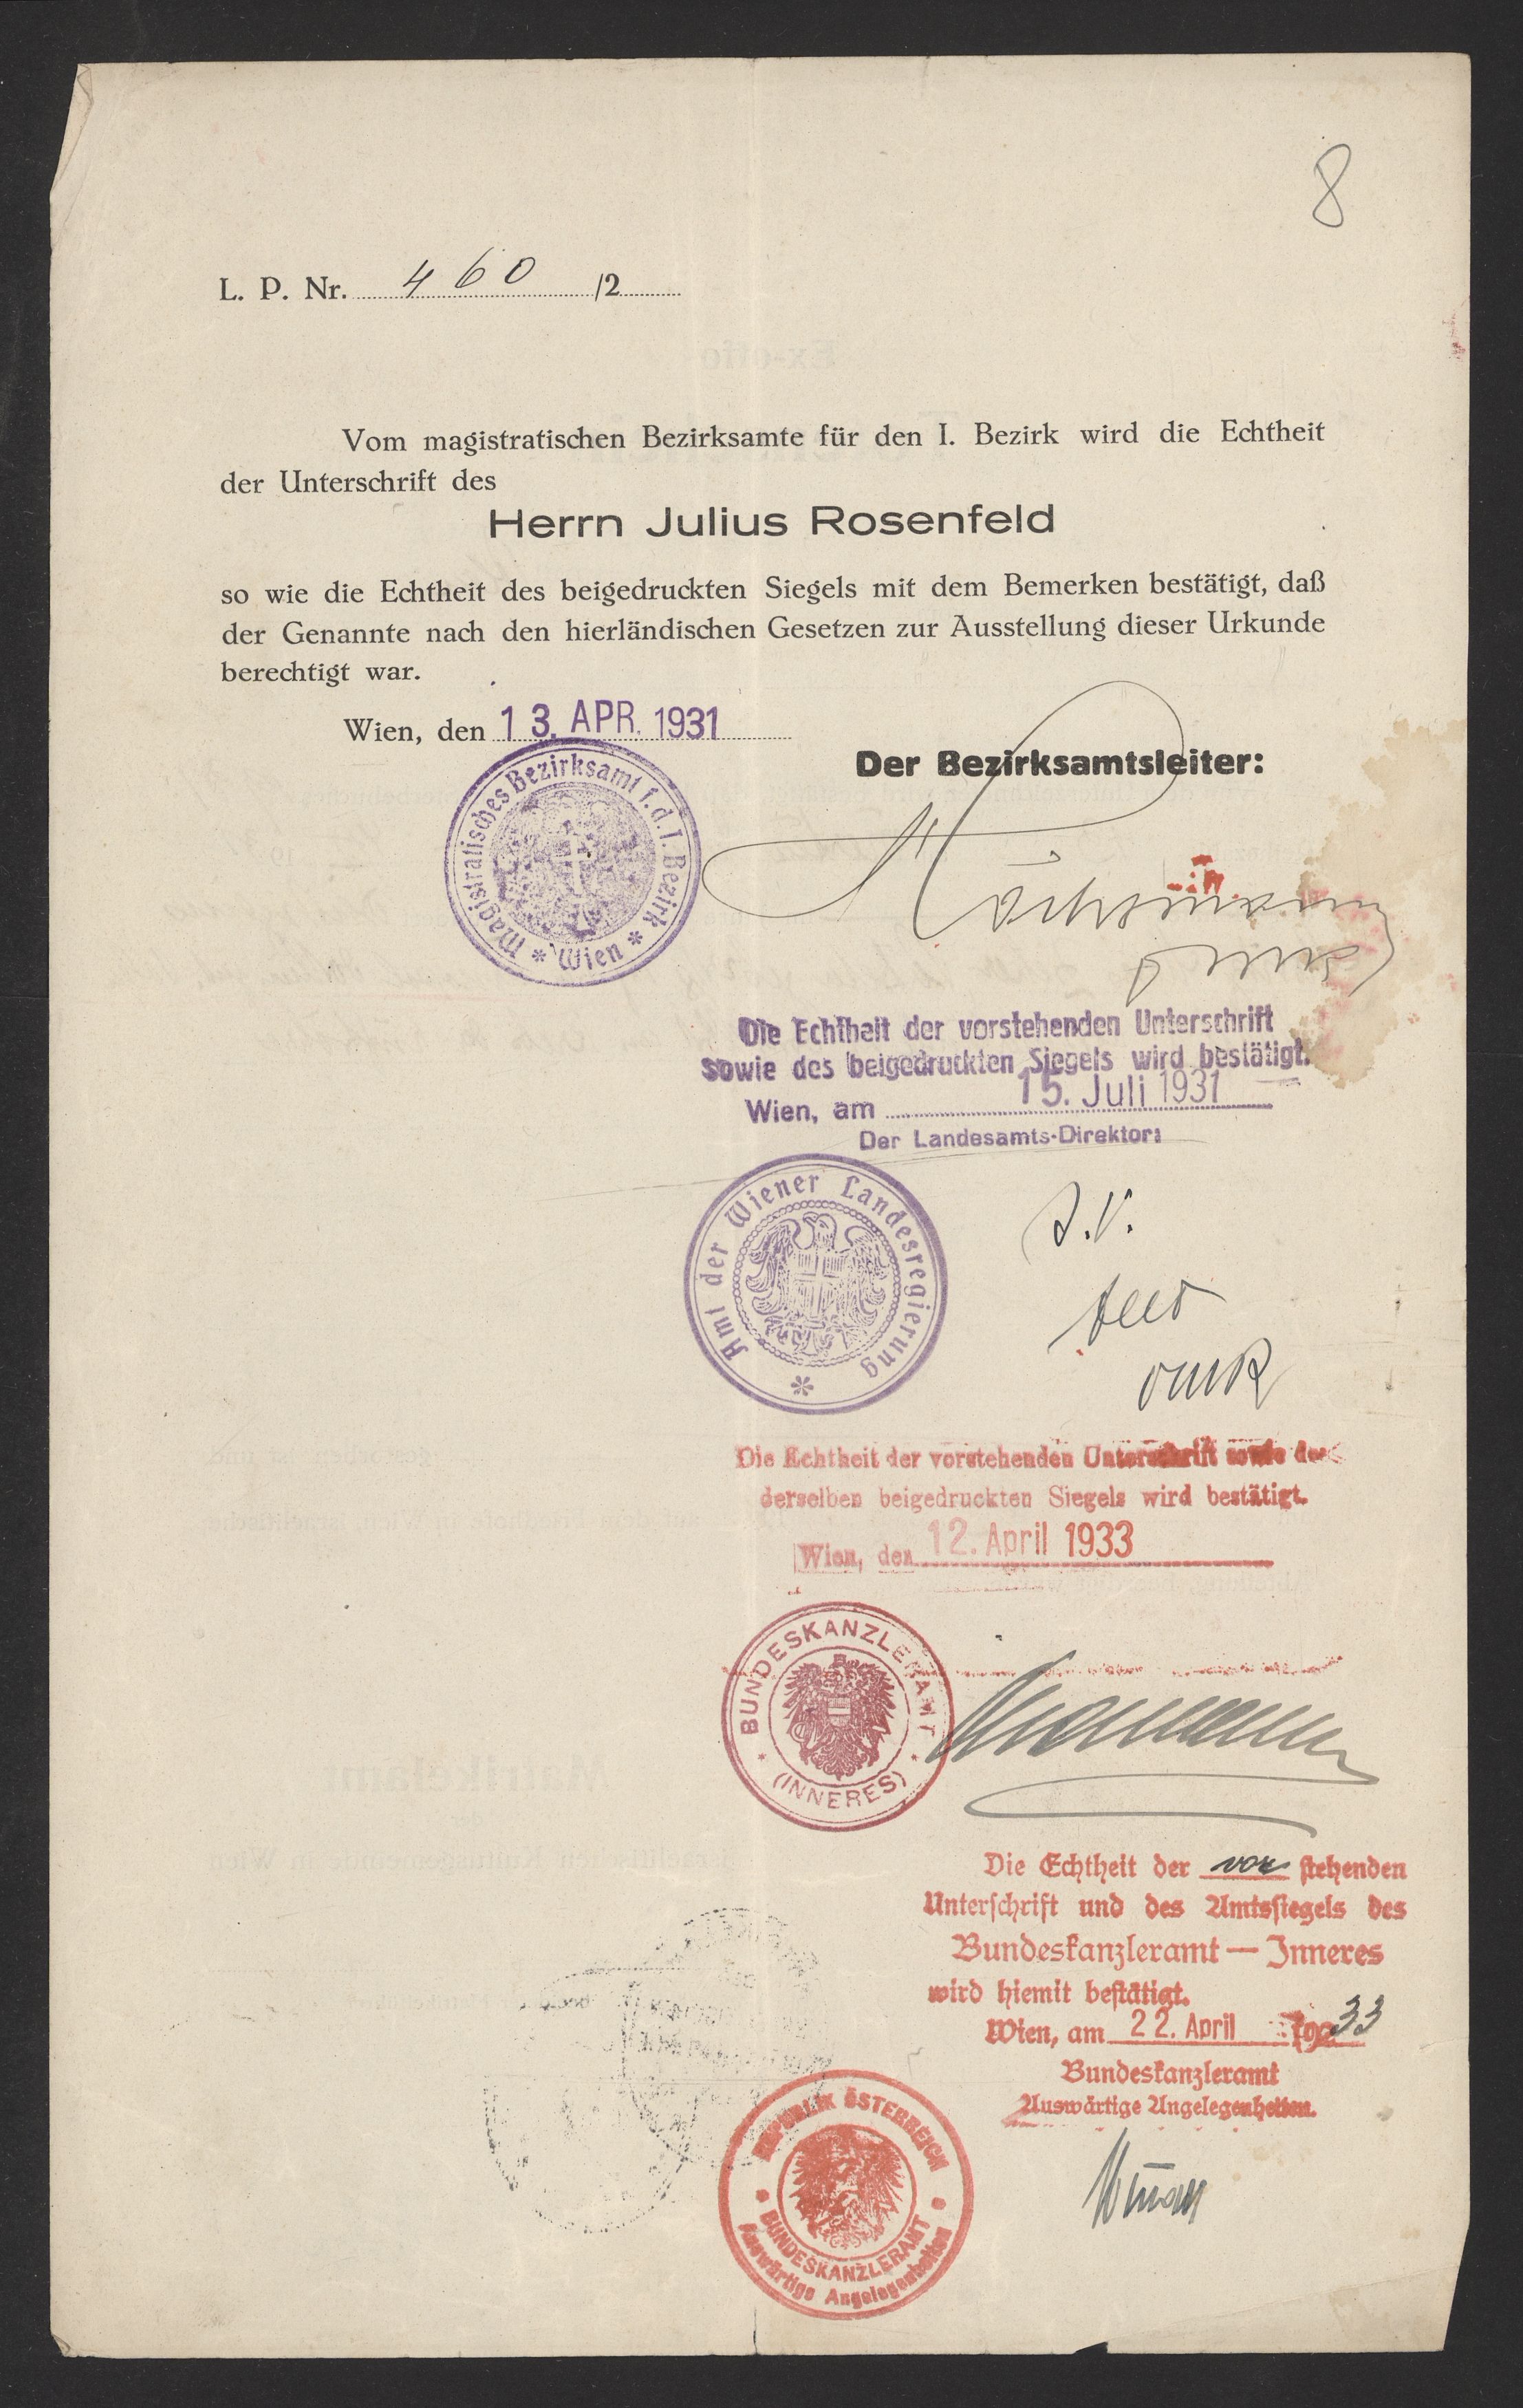 8
L. P. Nr. 460 /2
Vom magistratischen Bezirksamte für den I. Bezirk wird die Echtheit
der Unterschrift des
Herrn Julius Rosenfeld
so wie die Echtheit des beigedruckten Siegels mit dem Bemerken bestätigt, daß
der Genannte nach den hierländischen Gesetzen zur Ausstellung dieser Urkunde
berechtigt war.
Wien, den 13. APR. 1931
Magistratisches Bezirksamt f. d. I. Bezirk
* Wien *
Der Bezirksamtsleiter:
Die Echtheit der vorstehenden Unterschrift
sowie des beigedruckten Siegels wird bestätigt.
Wien, am 15. Juli 1931
Der Landesamts-Direktor:
Amt der Wiener Landesregierung
*
J.V.
Die Echtheit der vorstehenden Unterschrift sowie des
derselben beigedruckten Siegels wird bestätigt.
Wien, den 12. April 1933
BUNDESKANZLERAMT
(INNERES)
Die Echtheit der vor stehenden
Unterschrift und des Amtssiegels des
Bundeskanzleramt — Inneres
wird hiemit bestätigt.
Wien, am 22. April 1933
Bundeskanzleramt
Auswärtige Angelegenheiten.
REPUBLIK ÖSTERREICH
BUNDESKANZLERAMT
Auswärtige Angelegenheiten